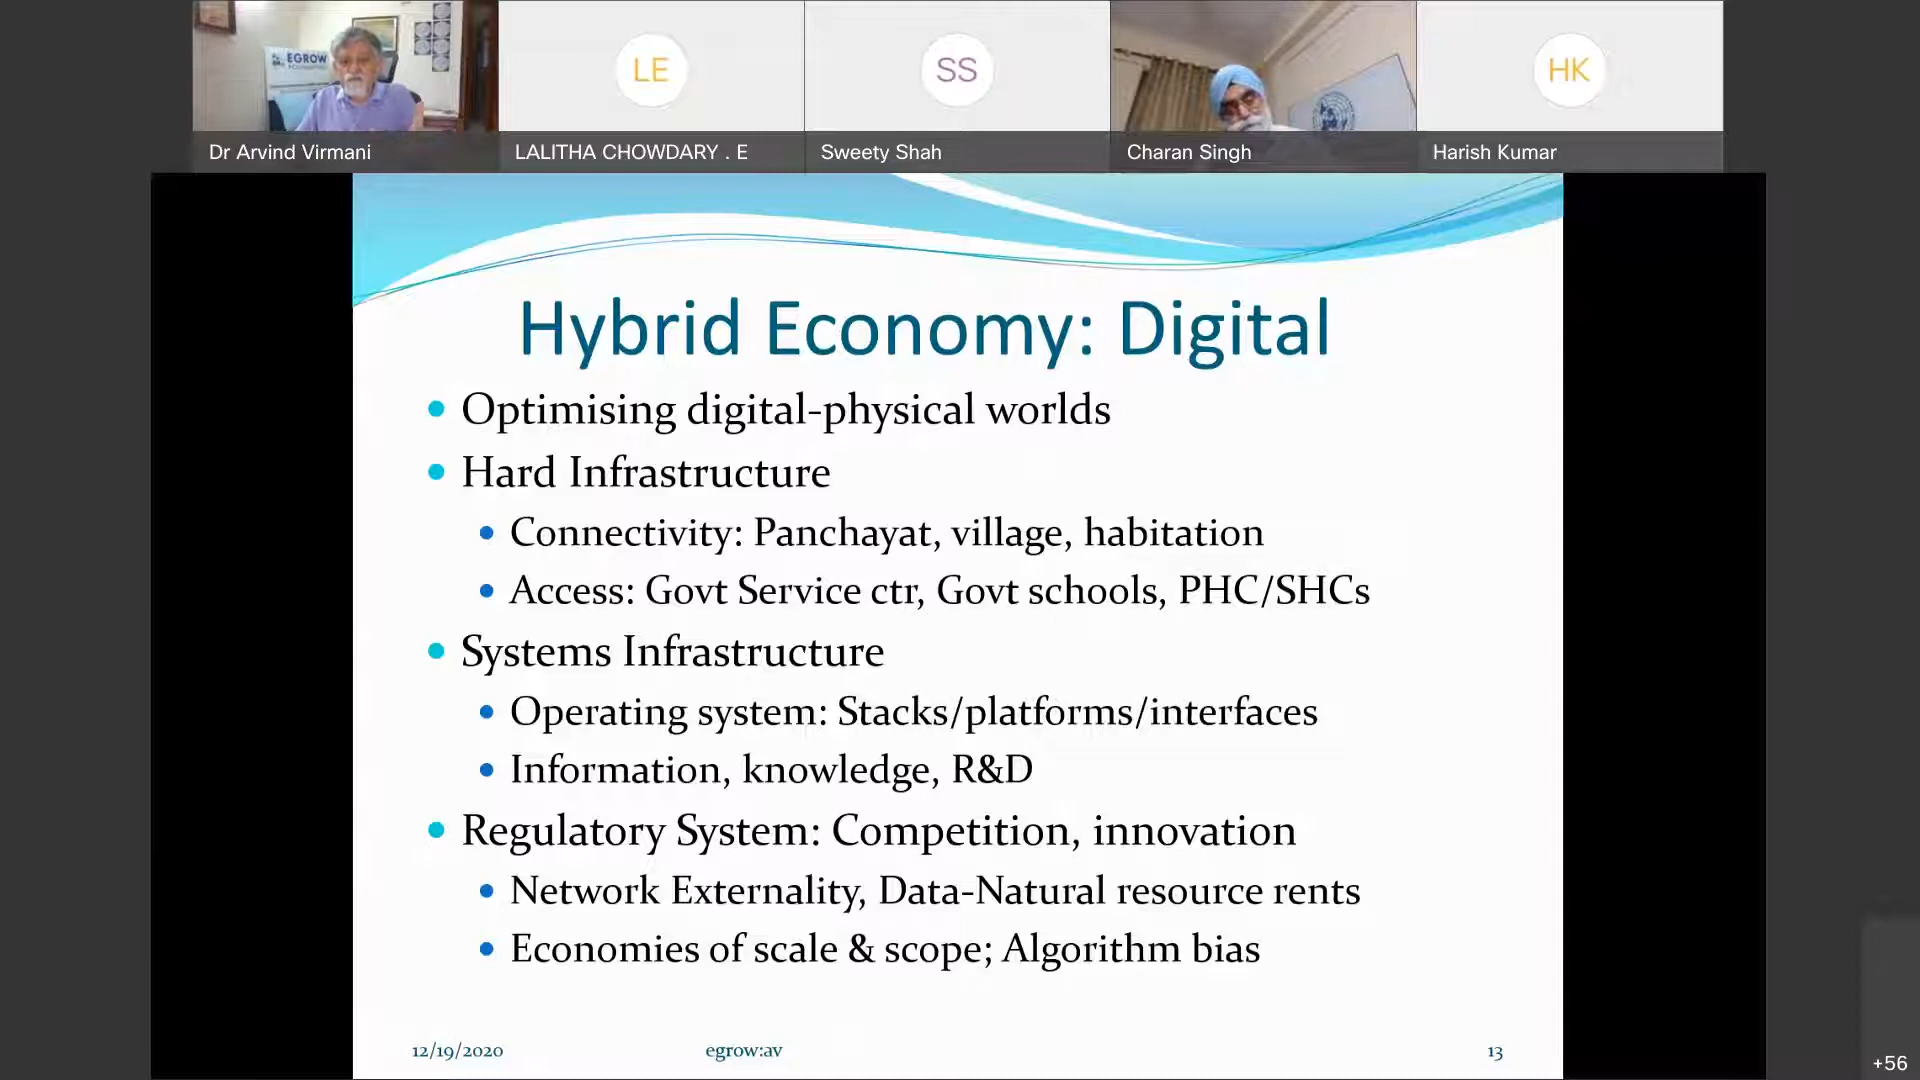 EGROW
LE
SS
HK
Dr Arvind Virmani
LALITHA CHOWDARY . E
Sweety Shah
Charan Singh
Harish Kumar
Hybrid Economy: Digital
Optimising digital-physical worlds
Hard Infrastructure
Connectivity: Panchayat, village, habitation
Access: Govt Service ctr, Govt schools, PHC/SHCs
Systems Infrastructure
Operating system: Stacks/platforms/interfaces
Information, knowledge, R&D
Regulatory System: Competition, innovation
Network Externality, Data-Natural resource rents
Economies of scale & scope; Algorithm bias
12/19/2020 egrow:av 13
+56